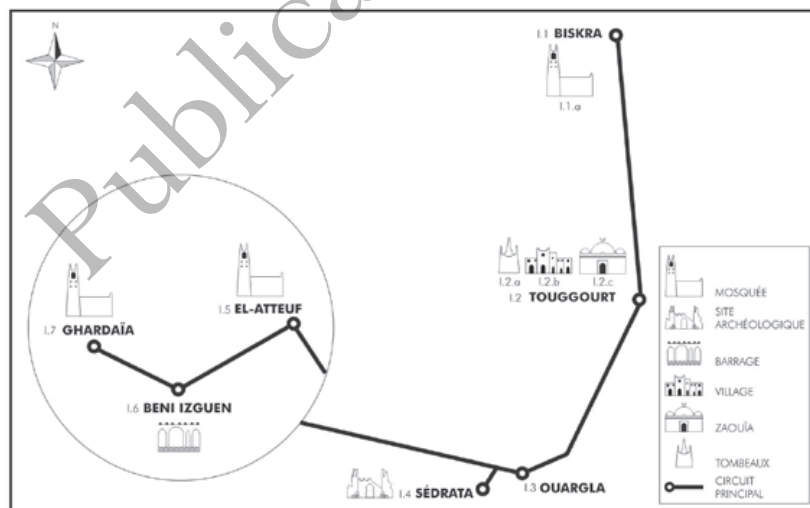 Publica
N
I.1 BISKRA
I.1.a
I.2.a I.2.b I.2.c
I.2 TOUGGOURT
I.5 EL-ATTEUF
I.7 GHARDAÏA
I.6 BENI IZGUEN
I.4 SÉDRATA
I.3 OUARGLA
MOSQUÉE
SITE
ARCHÉOLOGIQUE
BARRAGE
VILLAGE
ZAOUÏA
TOMBEAUX
CIRCUIT
PRINCIPAL